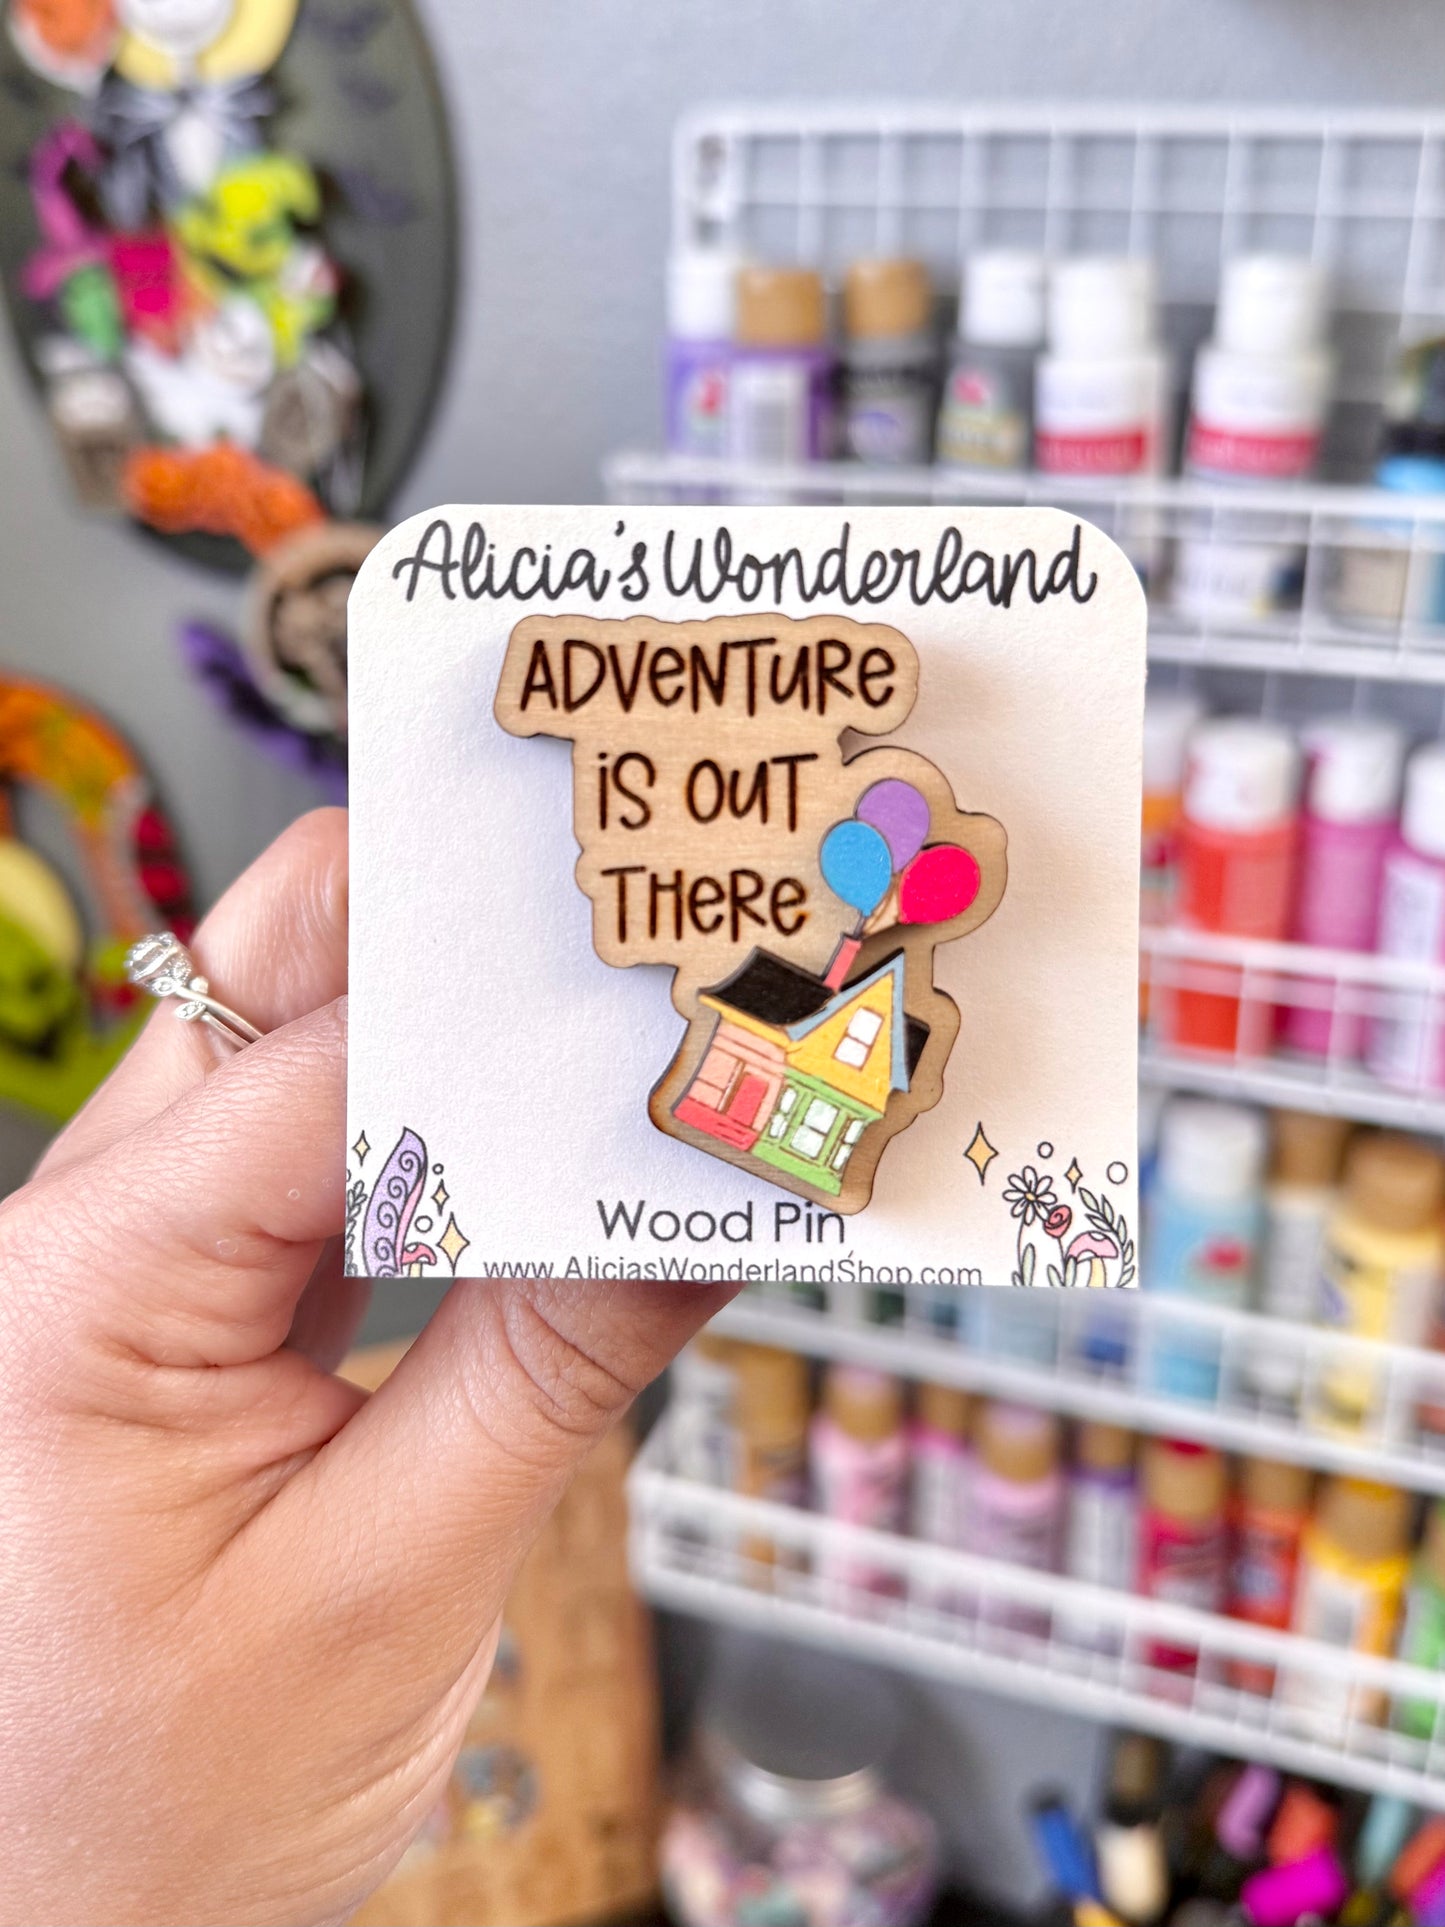 Alicia's Wonderland
ADVENTURE
iS OUT
THERE
Wood Pin
www.AliciasWonderlandShop.com